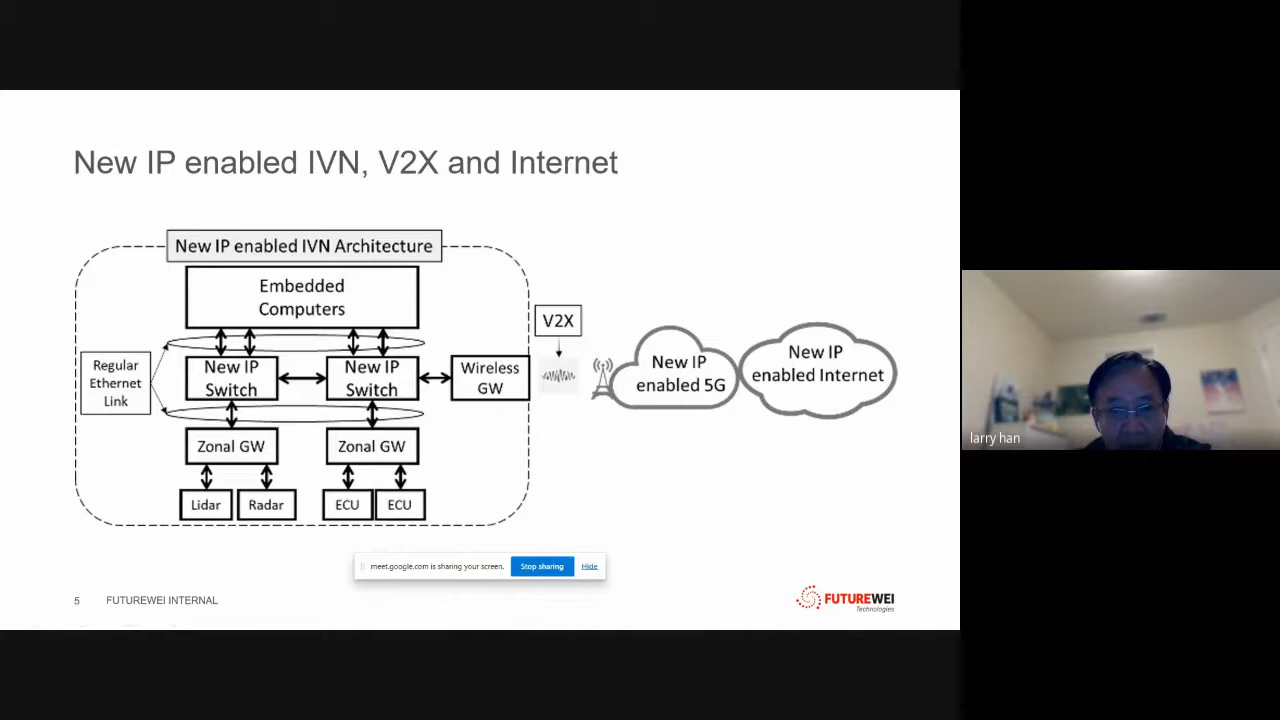 New IP enabled IVN, V2X and Internet
New IP enabled IVN Architecture
Embedded
Computers
Regular
Ethernet
Link
New IP
Switch
New IP
Switch
Wireless
GW
V2X
New IP
enabled 5G
New IP
enabled Internet
Zonal GW
Zonal GW
Lidar
Radar
ECU
ECU
meet.google.com is sharing your screen.
Stop sharing
Hide
5
FUTUREWEI INTERNAL
FUTUREWEI
Technologies
larry han